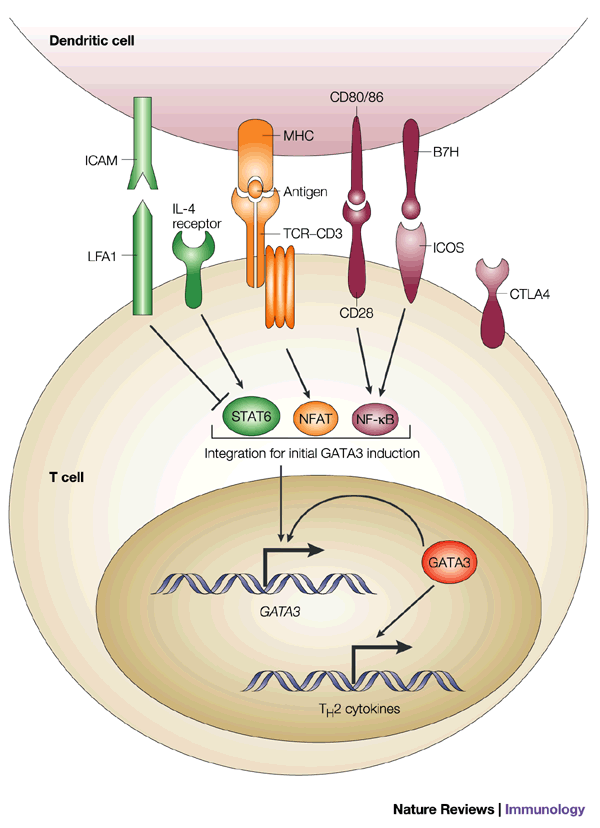 Dendritic cell
CD80/86
MHC
B7H
ICAM
Antigen
IL-4
receptor
TCR–CD3
LFA1
ICOS
CTLA4
CD28
STAT6
NFAT
NF-κB
Integration for initial GATA3 induction
T cell
GATA3
GATA3
TH2 cytokines
Nature Reviews | Immunology